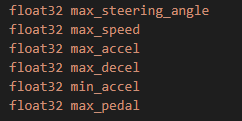 float32 max_steering_angle
float32 max_speed
float32 max_accel
float32 max_decel
float32 min_accel
float32 max_pedal